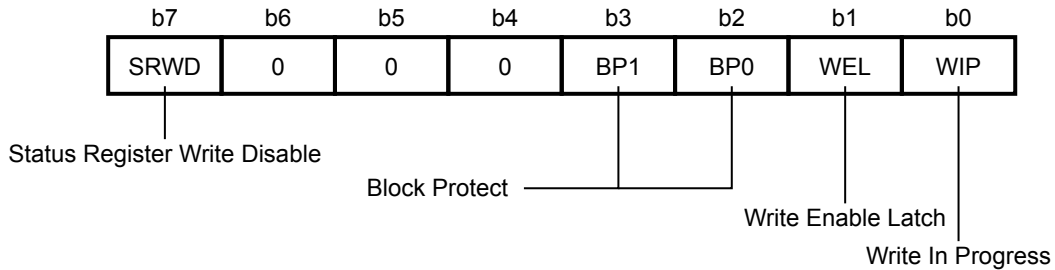 b7 b6 b5 b4 b3 b2 b1 b0
SRWD 0 0 0 BP1 BP0 WEL WIP
Status Register Write Disable
Block Protect
Write Enable Latch
Write In Progress